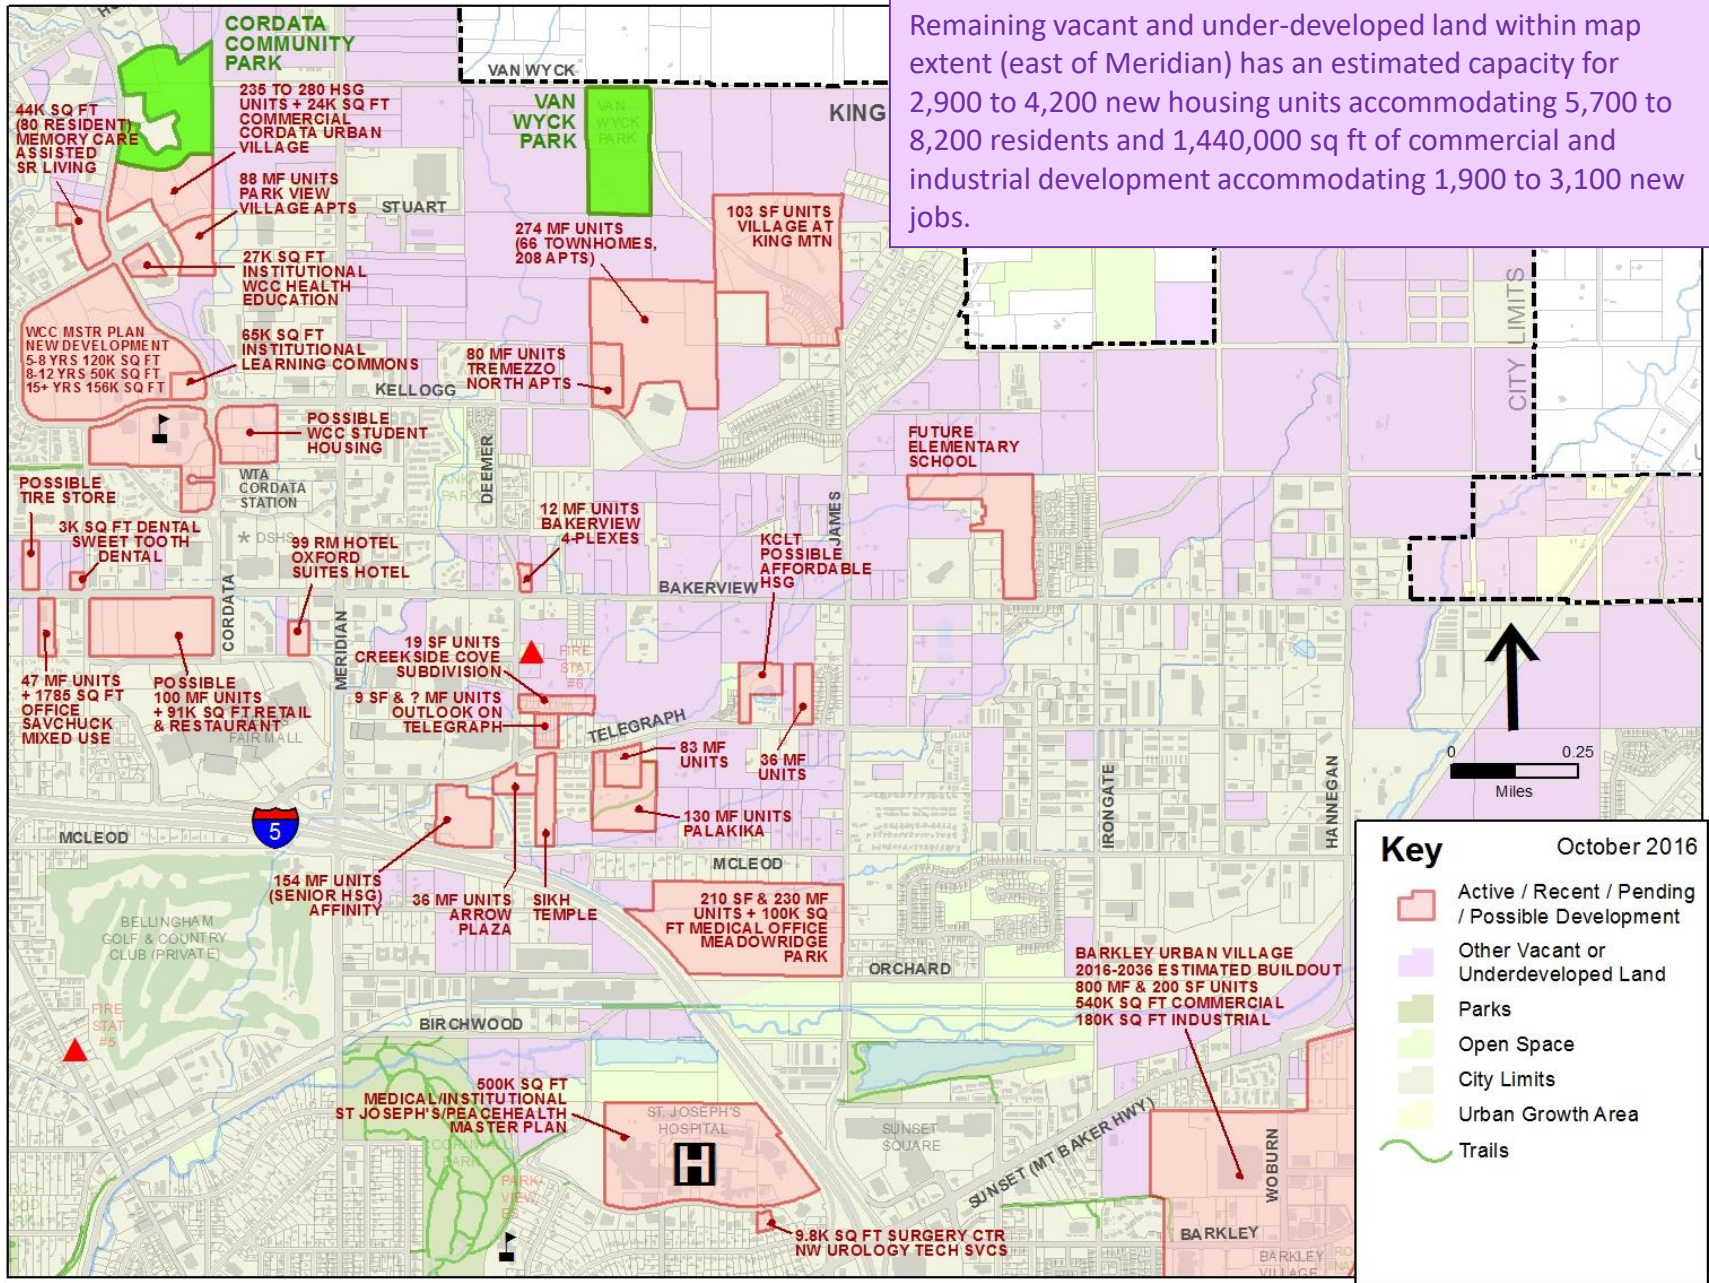 Remaining vacant and under-developed land within map
extent (east of Meridian) has an estimated capacity for
2,900 to 4,200 new housing units accommodating 5,700 to
8,200 residents and 1,440,000 sq ft of commercial and
industrial development accommodating 1,900 to 3,100 new
jobs.
CORDATA
COMMUNITY
PARK
VAN WYCK
VAN
WYCK
PARK
VAN
WYCK
PARK
KING
44K SQ FT
(80 RESIDENT)
MEMORY CARE
ASSISTED
SR LIVING
235 TO 280 HSG
UNITS + 24K SQ FT
COMMERCIAL
CORDATA URBAN
VILLAGE
88 MF UNITS
PARK VIEW
VILLAGE APTS
STUART
27K SQ FT
INSTITUTIONAL
WCC HEALTH
EDUCATION
274 MF UNITS
(66 TOWNHOMES,
208 APTS)
103 SF UNITS
VILLAGE AT
KING MTN
CITY LIMITS
WCC MSTR PLAN
NEW DEVELOPMENT
5-8 YRS 120K SQ FT
8-12 YRS 50K SQ FT
15+ YRS 156K SQ FT
65K SQ FT
INSTITUTIONAL
LEARNING COMMONS
80 MF UNITS
TREMEZZO
NORTH APTS
KELLOGG
POSSIBLE
WCC STUDENT
HOUSING
DEEMER
FUTURE
ELEMENTARY
SCHOOL
POSSIBLE
TIRE STORE
WTA
CORDATA
STATION
PARK
3K SQ FT DENTAL
SWEET TOOTH
DENTAL
DSHS
99 RM HOTEL
OXFORD
SUITES HOTEL
12 MF UNITS
BAKERVIEW
4-PLEXES
JAMES
KCLT
POSSIBLE
AFFORDABLE
HSG
BAKERVIEW
CORDATA
MERIDIAN
19 SF UNITS
CREEKSIDE COVE
SUBDIVISION
FIRE
STAT
#6
47 MF UNITS
+ 1785 SQ FT
OFFICE
SAVCHUCK
MIXED USE
POSSIBLE
100 MF UNITS
+ 91K SQ FT RETAIL
& RESTAURANT
FAIR MALL
9 SF & ? MF UNITS
OUTLOOK ON
TELEGRAPH
TELEGRAPH
83 MF
UNITS
36 MF
UNITS
130 MF UNITS
PALAKIKA
IRONGATE
HANNEGAN
0 0.25
Miles
5
MCLEOD
MCLEOD
154 MF UNITS
(SENIOR HSG)
AFFINITY
36 MF UNITS
ARROW
PLAZA
SIKH
TEMPLE
210 SF & 230 MF
UNITS + 100K SQ
FT MEDICAL OFFICE
MEADOWRIDGE
PARK
BELLINGHAM
GOLF & COUNTRY
CLUB (PRIVATE)
ORCHARD
BARKLEY URBAN VILLAGE
2016-2036 ESTIMATED BUILDOUT
800 MF & 200 SF UNITS
540K SQ FT COMMERCIAL
180K SQ FT INDUSTRIAL
FIRE
STAT
#5
BIRCHWOOD
500K SQ FT
MEDICAL/INSTITUTIONAL
ST JOSEPH'S/PEACEHEALTH
MASTER PLAN
ST. JOSEPH'S
HOSPITAL
H
CORNWALL
PARK
PARK
VIEW
ES
SUNSET
SQUARE
SUNSET (MT BAKER HWY)
WOBURN
BARKLEY
BARKLEY
VILLAGE
9.8K SQ FT SURGERY CTR
NW UROLOGY TECH SVCS
Key
October 2016
Active / Recent / Pending
/ Possible Development
Other Vacant or
Underdeveloped Land
Parks
Open Space
City Limits
Urban Growth Area
Trails